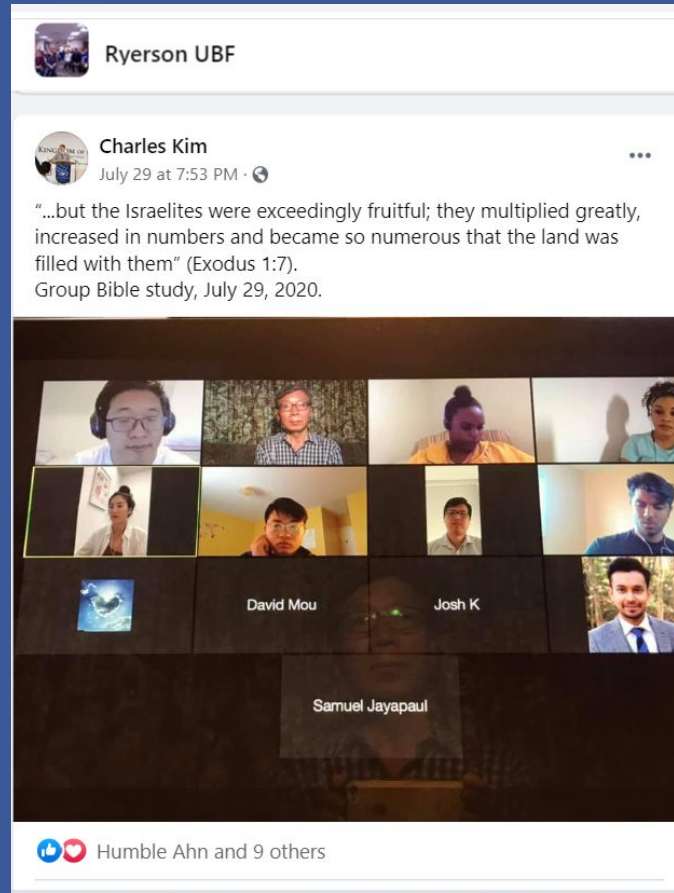 Ryerson UBF
Charles Kim
July 29 at 7:53 PM ·
"...but the Israelites were exceedingly fruitful; they multiplied greatly,
increased in numbers and became so numerous that the land was
filled with them" (Exodus 1:7).
Group Bible study, July 29, 2020.
David Mou
Josh K
Samuel Jayapaul
Humble Ahn and 9 others